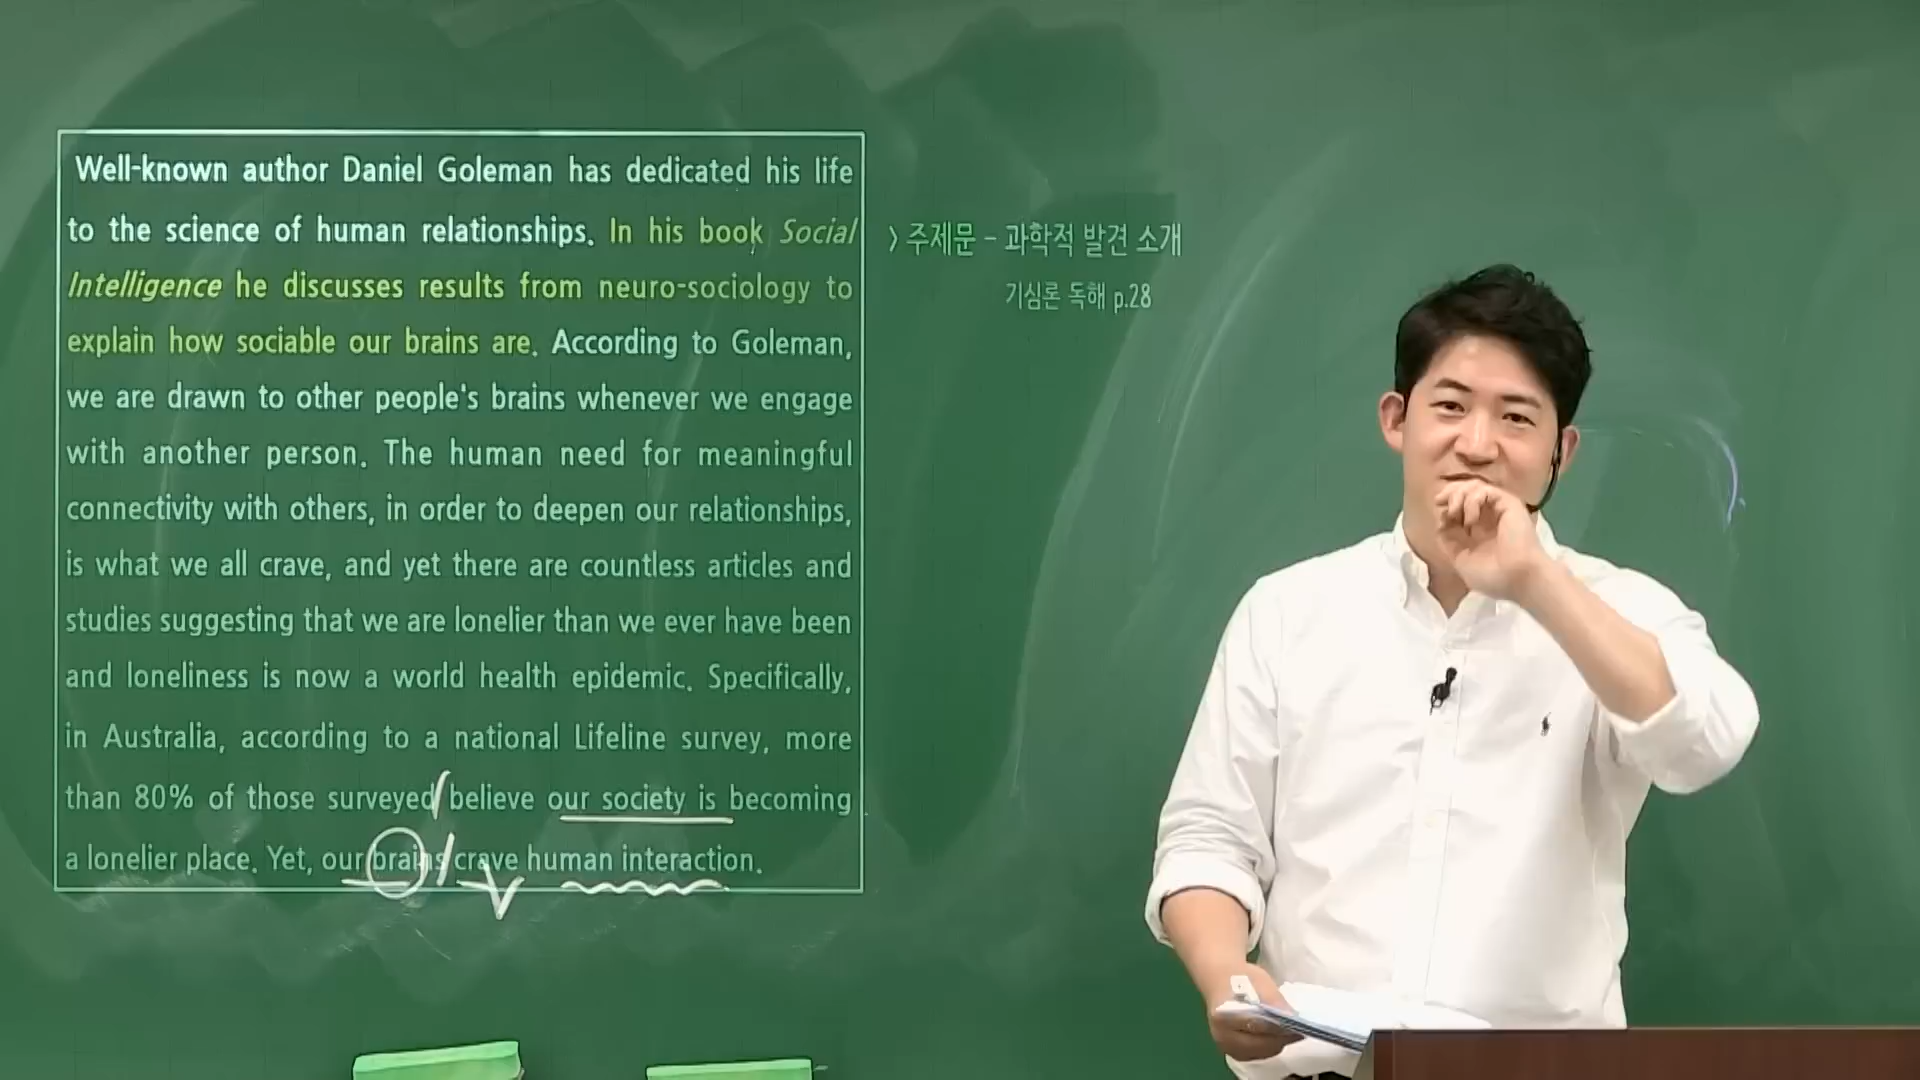 Well-known author Daniel Goleman has dedicated his life
to the science of human relationships. In his book Social
Intelligence he discusses results from neuro-sociology to
explain how sociable our brains are. According to Goleman,
we are drawn to other people's brains whenever we engage
with another person. The human need for meaningful
connectivity with others, in order to deepen our relationships,
is what we all crave, and yet there are countless articles and
studies suggesting that we are lonelier than we ever have been
and loneliness is now a world health epidemic. Specifically,
in Australia, according to a national Lifeline survey, more
than 80% of those surveyed believe our society is becoming
a lonelier place. Yet, our brains crave human interaction.
> 주제문 - 과학적 발견 소개
기심론 독해 p.28